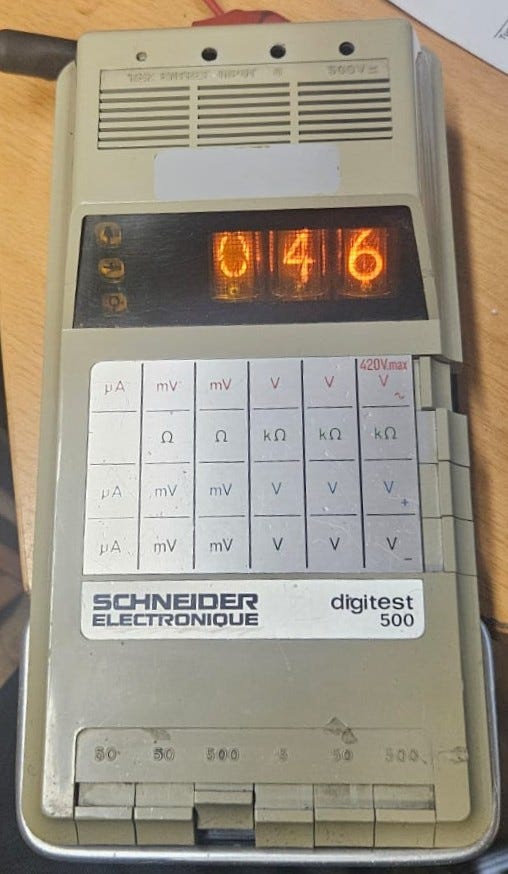 500V
046
420V.max
μA mV mV V V V
~
Ω Ω kΩ kΩ kΩ
μA mV mV V V V
+
μA mV mV V V V
–
SCHNEIDER
ELECTRONIQUE
digitest
500
50 50 500 5 50 500